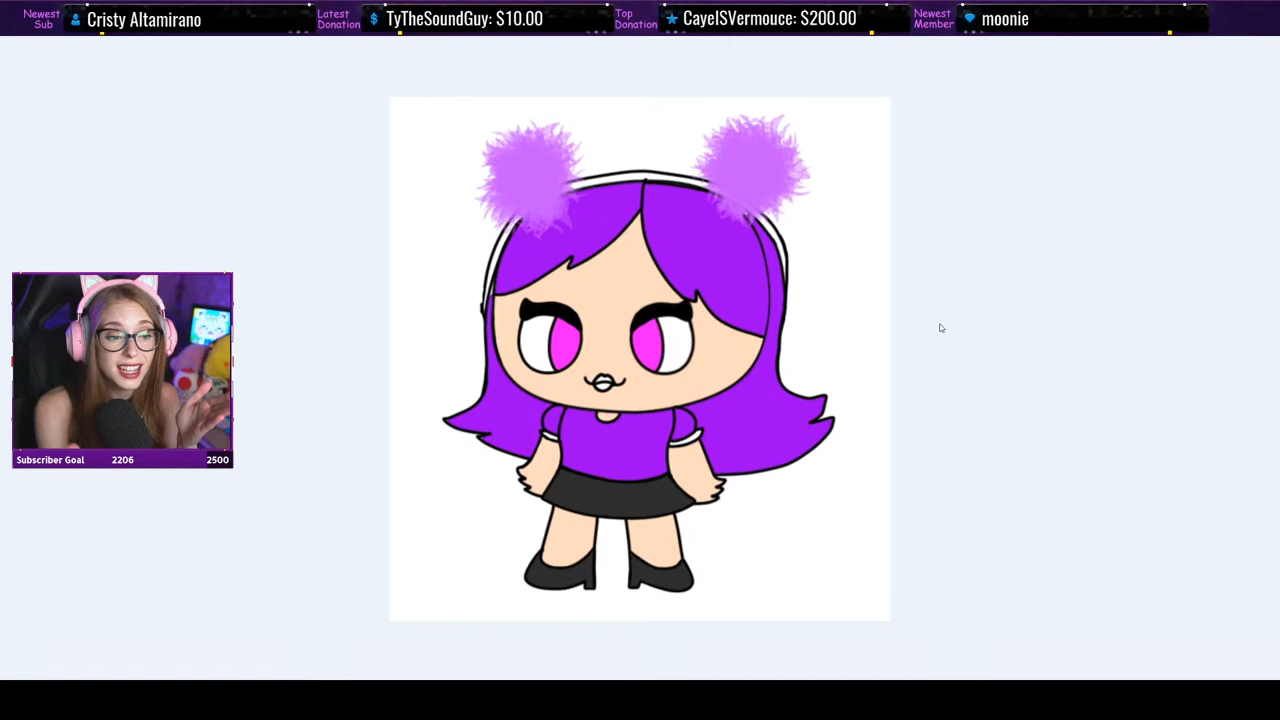 Newest
Sub
Cristy Altamirano
Latest
Donation
TyTheSoundGuy: $10.00
Top
Donation
CayeISVermouce: $200.00
Newest
Member
moonie
Subscriber Goal 2206 2500